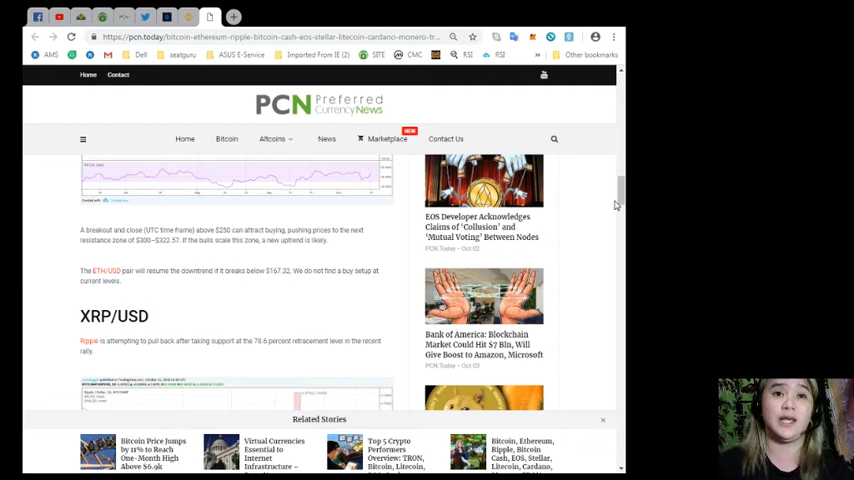 https://pcn.today/bitcoin-ethereum-ripple-bitcoin-cash-eos-stellar-litecoin-cardano-monero-tr...
AMS
Dell
seatguru
ASUS E-Service
Imported From IE (2)
SITE
CMC
RSI
RSI
»
Other bookmarks
Home Contact
PCN Preferred
Currency News
NEW
Home Bitcoin Altcoins News Marketplace Contact Us
A breakout and close (UTC time frame) above $250 can attract buying, pushing prices to the next
resistance zone of $300–$322.57. If the bulls scale this zone, a new uptrend is likely.
The ETH/USD pair will resume the downtrend if it breaks below $167.32. We do not find a buy setup at
current levels.
XRP/USD
Ripple is attempting to pull back after taking support at the 78.6 percent retracement level in the recent
rally.
EOS Developer Acknowledges
Claims of ‘Collusion’ and
‘Mutual Voting’ Between Nodes
PCN.Today - Oct 02
Bank of America: Blockchain
Market Could Hit $7 Bln, Will
Give Boost to Amazon, Microsoft
PCN.Today - Oct 03
Related Stories
Bitcoin Price Jumps
by 11% to Reach
One-Month High
Above $6.9k
Virtual Currencies
Essential to
Internet
Infrastructure –
Top 5 Crypto
Performers
Overview: TRON,
Bitcoin, Litecoin,
Bitcoin, Ethereum,
Ripple, Bitcoin
Cash, EOS, Stellar,
Litecoin, Cardano,